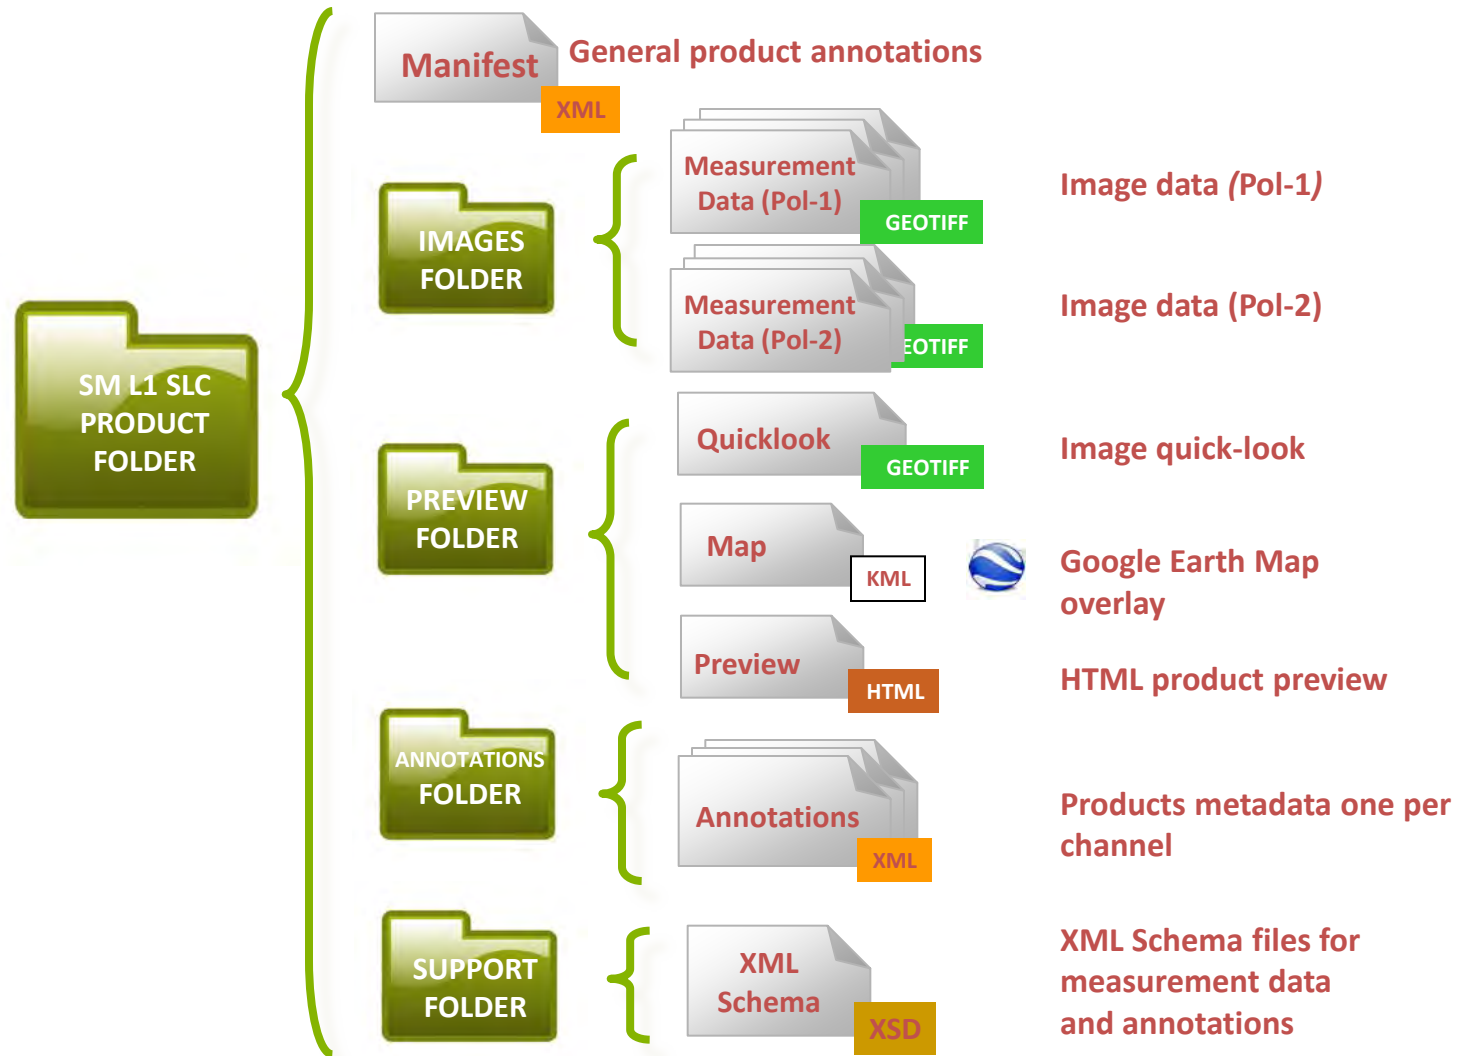 Manifest
XML
General product annotations
SM L1 SLC
PRODUCT
FOLDER
IMAGES
FOLDER
Measurement
Data (Pol-1)
GEOTIFF
Image data (Pol-1)
Measurement
Data (Pol-2)
EOTIFF
Image data (Pol-2)
PREVIEW
FOLDER
Quicklook
GEOTIFF
Image quick-look
Map
KML
Google Earth Map
overlay
Preview
HTML
HTML product preview
ANNOTATIONS
FOLDER
Annotations
XML
Products metadata one per
channel
SUPPORT
FOLDER
XML
Schema
XSD
XML Schema files for
measurement data
and annotations